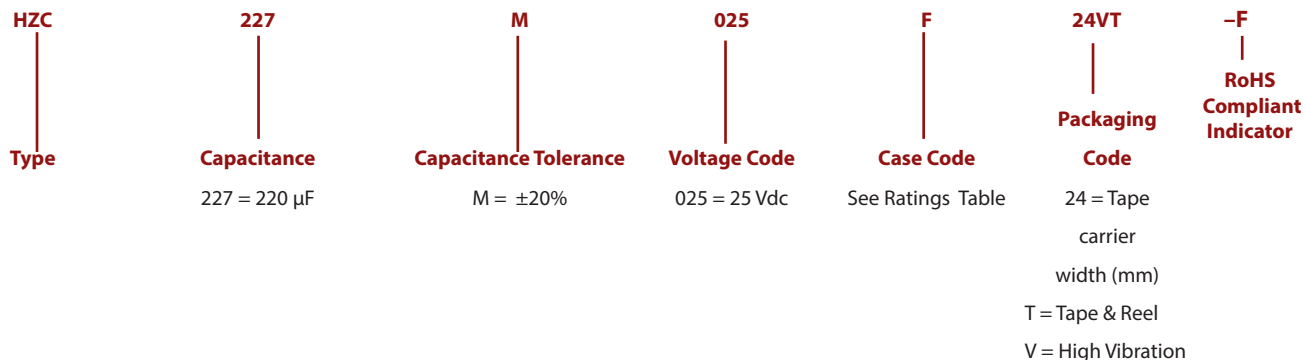 HZC 227 M 025 F 24VT –F
RoHS
Compliant
Indicator
Packaging
Type Capacitance Capacitance Tolerance Voltage Code Case Code Code
227 = 220 µF M = ±20% 025 = 25 Vdc See Ratings Table 24 = Tape
carrier
width (mm)
T = Tape & Reel
V = High Vibration